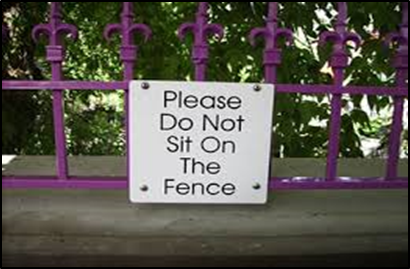 Please
Do Not
Sit On
The
Fence